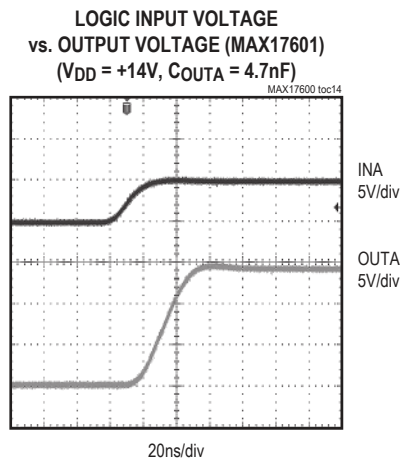 LOGIC INPUT VOLTAGE
vs. OUTPUT VOLTAGE (MAX17601)
(VDD = +14V, COUTA = 4.7nF)
MAX17600 toc14
INA
5V/div
OUTA
5V/div
20ns/div